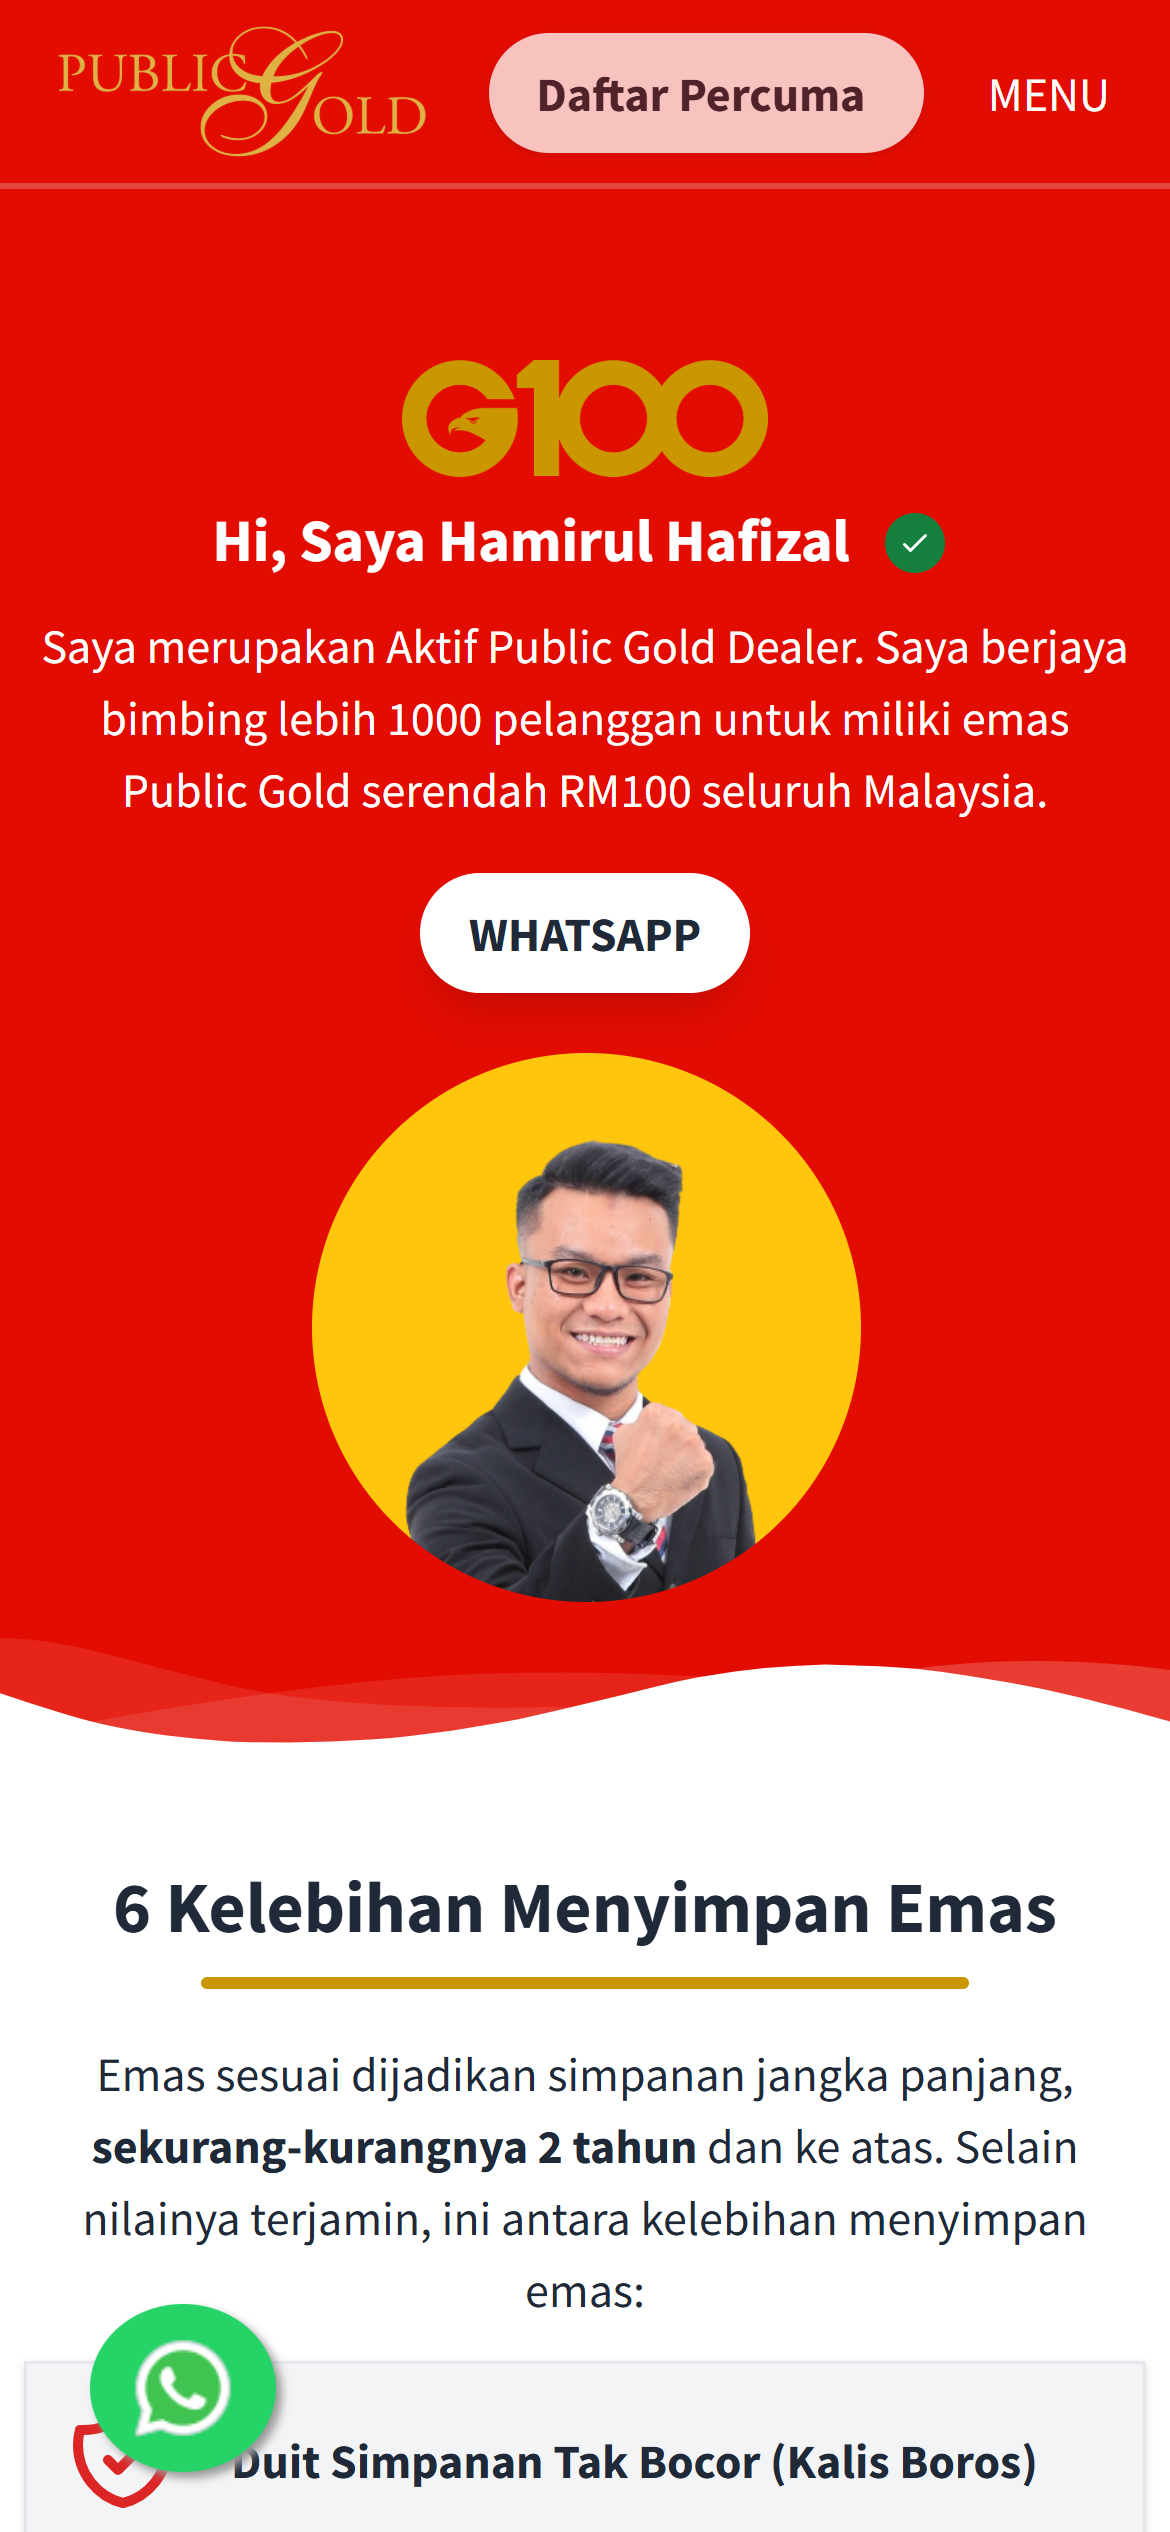 PUBLIC GOLD
Daftar Percuma
MENU
G100
Hi, Saya Hamirul Hafizal
Saya merupakan Aktif Public Gold Dealer. Saya berjaya
bimbing lebih 1000 pelanggan untuk miliki emas
Public Gold serendah RM100 seluruh Malaysia.
WHATSAPP
6 Kelebihan Menyimpan Emas
Emas sesuai dijadikan simpanan jangka panjang,
sekurang-kurangnya 2 tahun dan ke atas. Selain
nilainya terjamin, ini antara kelebihan menyimpan
emas:
Duit Simpanan Tak Bocor (Kalis Boros)